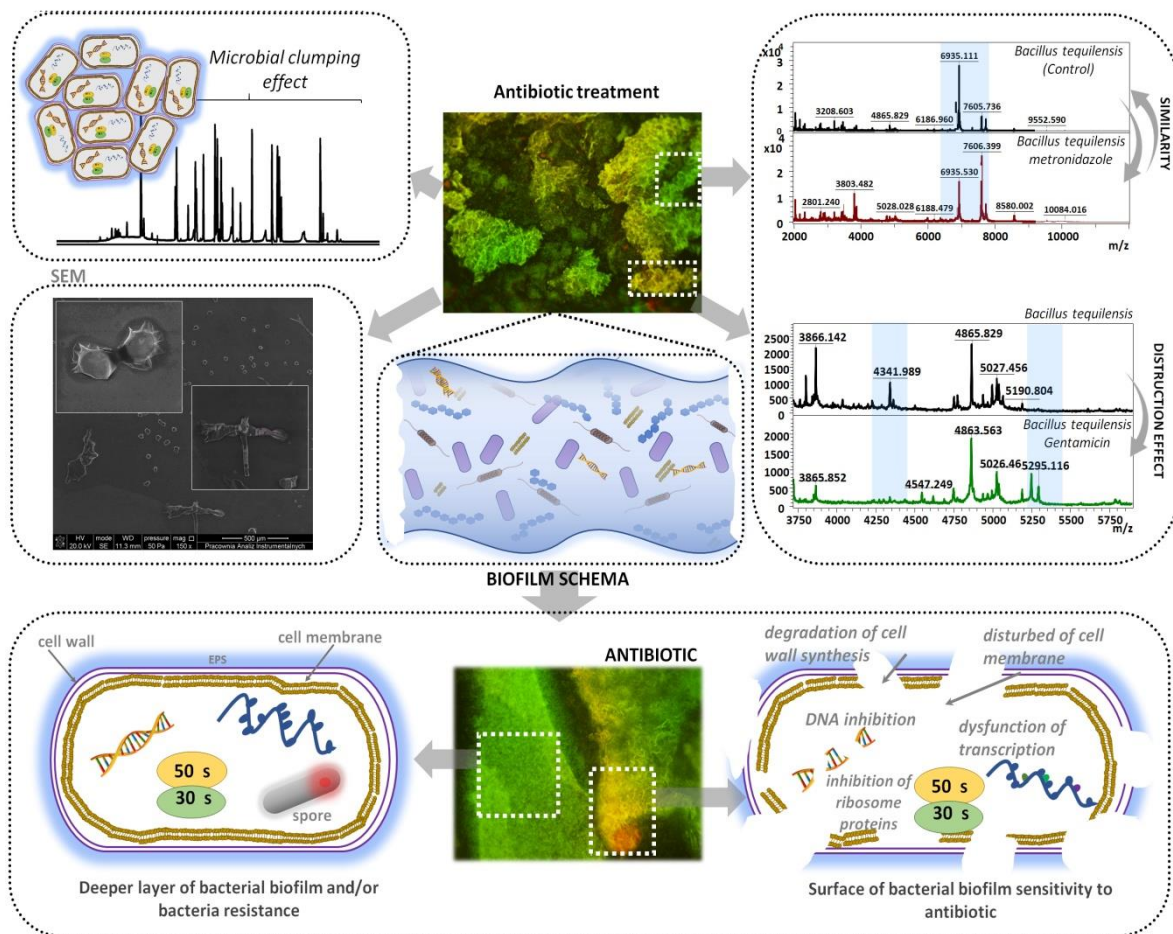 Microbial clumping
effect
SEM
HV
mode
WD
pressure
mag
500 µm
20.0 kV
SE
11.3 mm
50 Pa
150 x
Pracownia Analiz Instrumentalnych
Antibiotic treatment
BIOFILM SCHEMA
x10⁴
3
2
1
0
6935.111
Bacillus tequilensis
(Control)
3208.603
4865.829
6186.960
7605.736
9552.590
x10⁴
3
2
1
0
7606.399
Bacillus tequilensis
metronidazole
6935.530
3803.482
2801.240
5028.028
6188.479
8580.002
10084.016
2000
4000
6000
8000
10000
m/z
SIMILARITY
Bacillus tequilensis
2500
2000
1500
1000
500
0
3866.142
4341.989
4865.829
5027.456
5190.804
Bacillus tequilensis
Gentamicin
2000
1500
1000
500
0
4863.563
3865.852
4547.249
5026.46
5295.116
3750
4250
4500
4750
5000
5250
5500
5750
m/z
DISTRUCTION EFFECT
cell wall
cell membrane
EPS
50 s
30 s
spore
Deeper layer of bacterial biofilm and/or
bacteria resistance
ANTIBIOTIC
degradation of cell
wall synthesis
disturbed of cell
membrane
DNA inhibition
dysfunction of
transcription
inhibition of
ribosome
proteins
50 s
30 s
Surface of bacterial biofilm sensitivity to
antibiotic